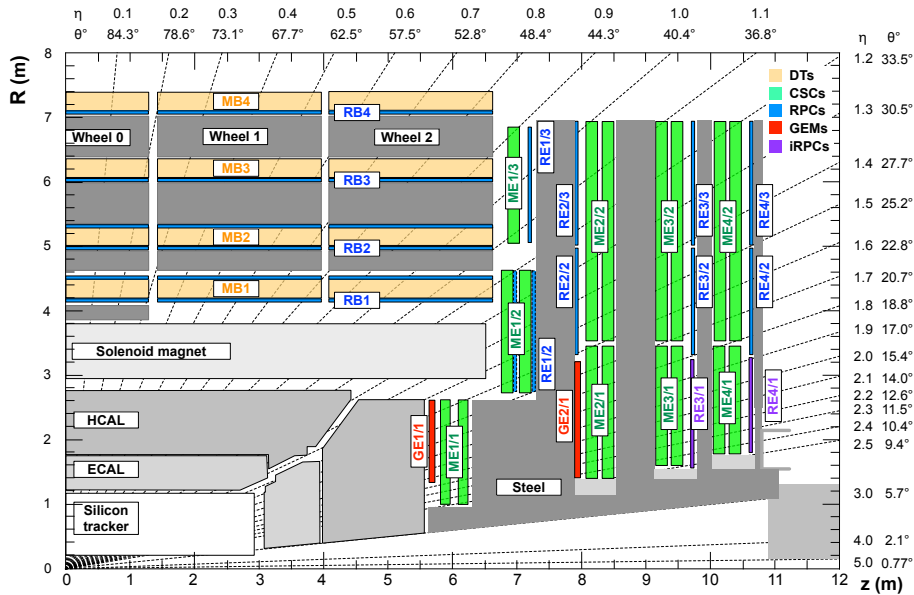 η 0.1 0.2 0.3 0.4 0.5 0.6 0.7 0.8 0.9 1.0 1.1
θ° 84.3° 78.6° 73.1° 67.7° 62.5° 57.5° 52.8° 48.4° 44.3° 40.4° 36.8° η θ°
R (m)
8
7
6
5
4
3
2
1
0
1.2 33.5°
1.3 30.5°
1.4 27.7°
1.5 25.2°
1.6 22.8°
1.7 20.7°
1.8 18.8°
1.9 17.0°
2.0 15.4°
2.1 14.0°
2.2 12.6°
2.3 11.5°
2.4 10.4°
2.5 9.4°
3.0 5.7°
4.0 2.1°
5.0 0.77°
DTs
CSCs
RPCs
GEMs
iRPCs
MB4
RB4
Wheel 0
Wheel 1
Wheel 2
MB3
RB3
MB2
RB2
MB1
RB1
Solenoid magnet
HCAL
ECAL
Silicon
tracker
Steel
ME1/3
RE1/3
RE2/3
ME2/2
ME3/2
RE3/3
ME4/2
RE4/3
RE2/2
RE3/2
RE4/2
ME1/2
RE1/2
GE1/1
ME1/1
GE2/1
ME2/1
ME3/1
RE3/1
ME4/1
RE4/1
0 1 2 3 4 5 6 7 8 9 10 11 12
z (m)